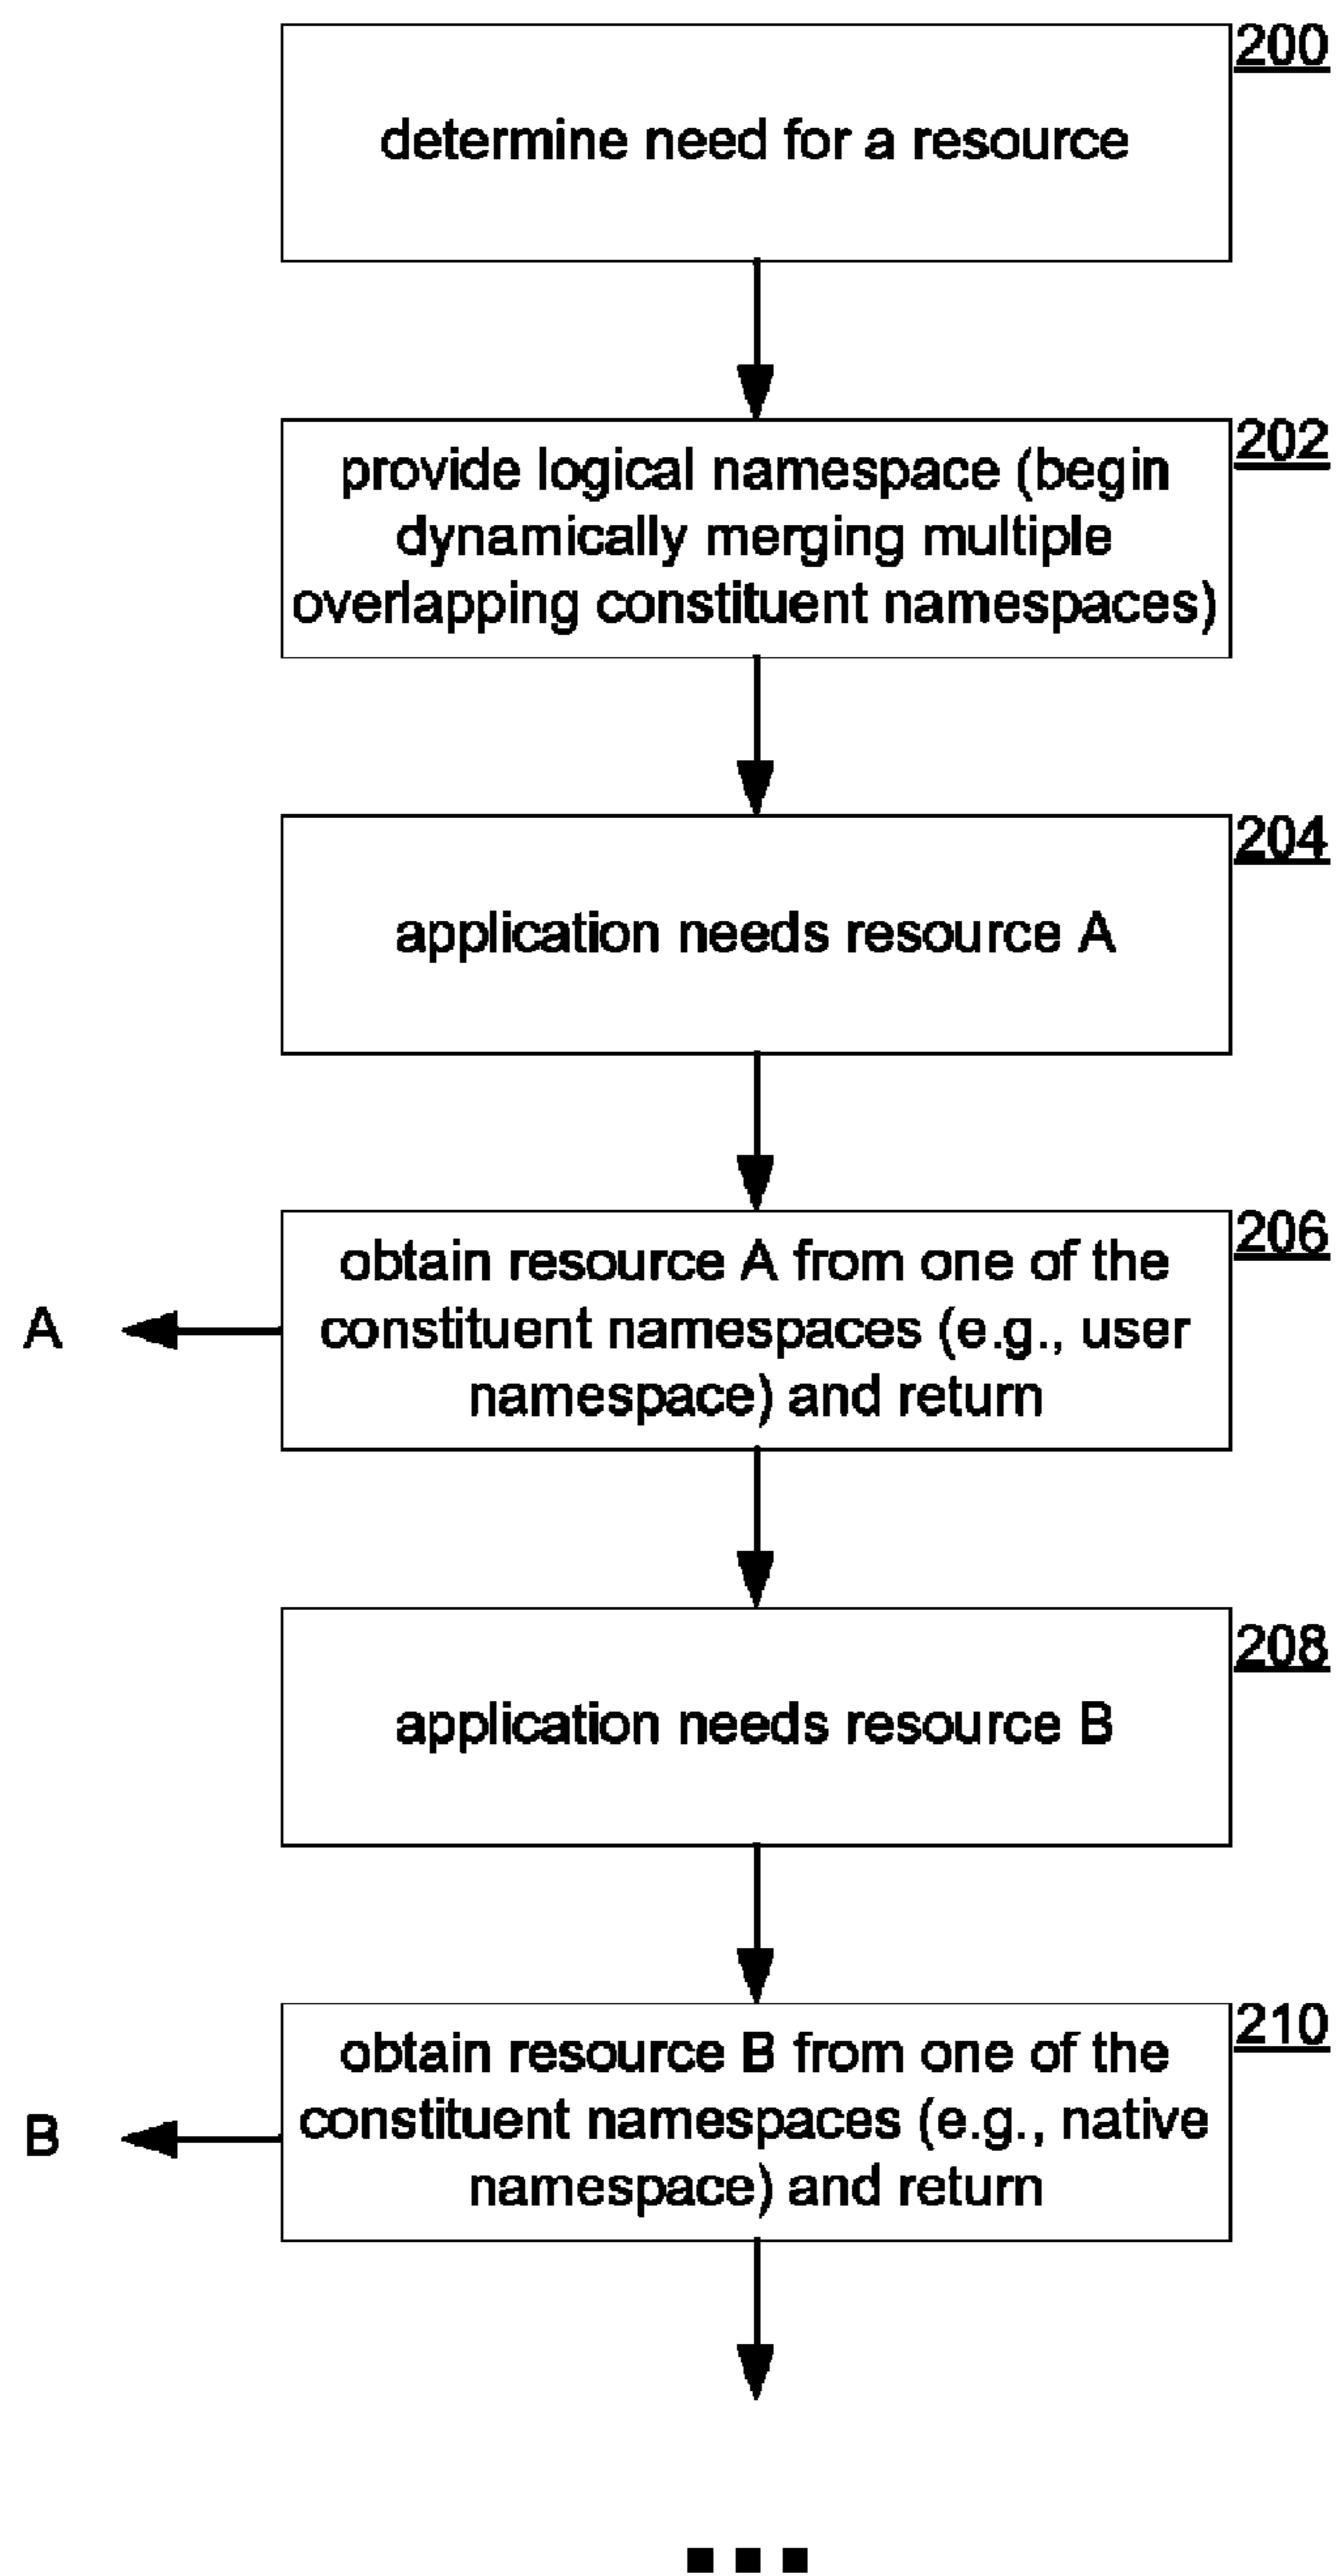 200
determine need for a resource
202
provide logical namespace (begin
dynamically merging multiple
overlapping constituent namespaces)
204
application needs resource A
206
obtain resource A from one of the
constituent namespaces (e.g., user
namespace) and return
A
208
application needs resource B
210
obtain resource B from one of the
constituent namespaces (e.g., native
namespace) and return
B
...